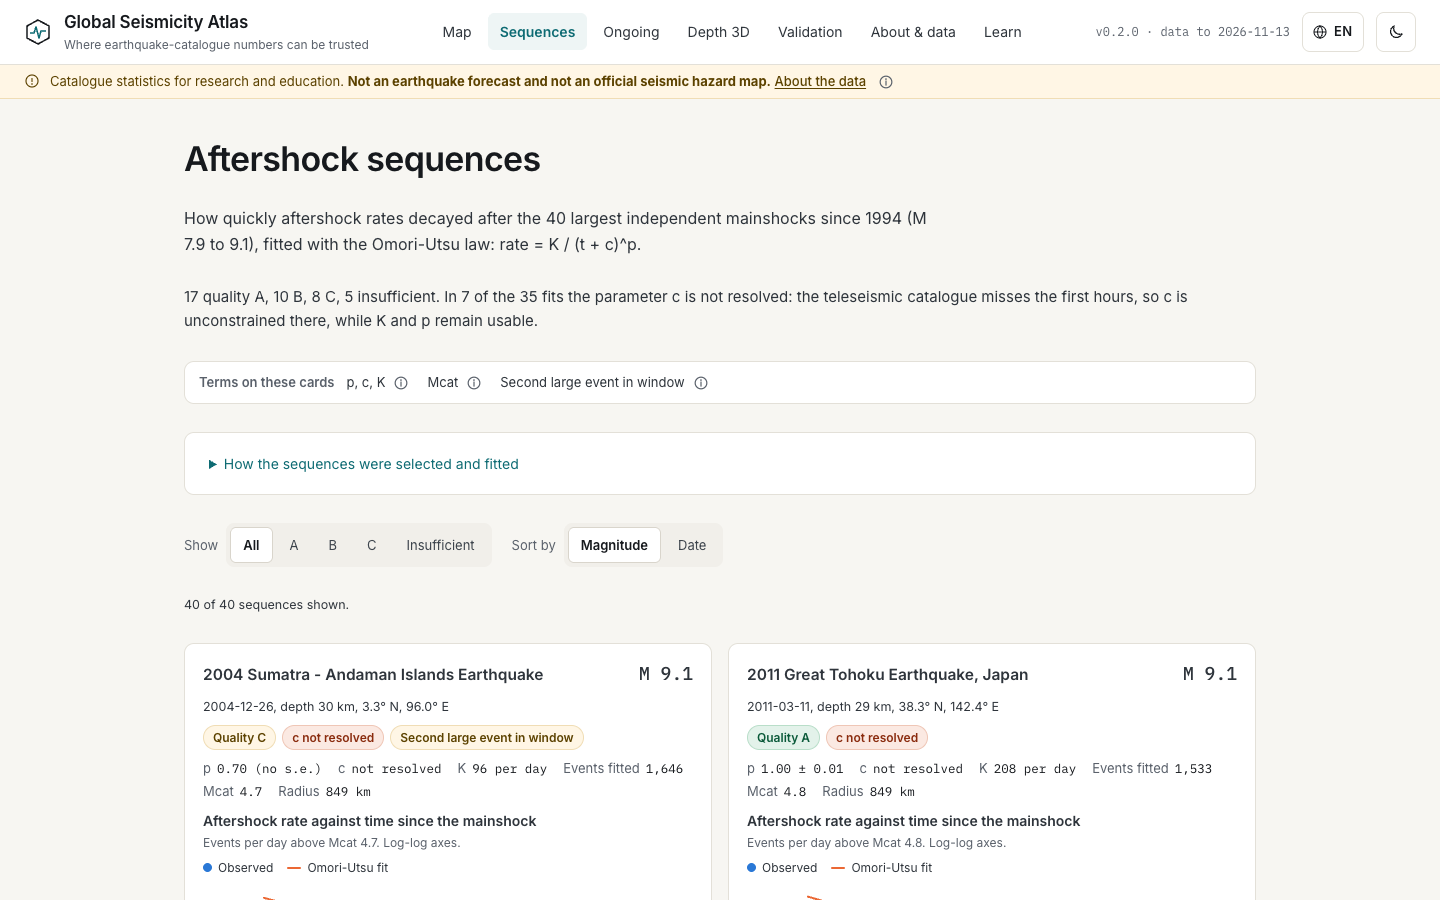 Global Seismicity Atlas
Where earthquake-catalogue numbers can be trusted
Map Sequences Ongoing Depth 3D Validation About & data Learn
v0.2.0 · data to 2026-11-13 EN
Catalogue statistics for research and education. Not an earthquake forecast and not an official seismic hazard map. About the data
Aftershock sequences
How quickly aftershock rates decayed after the 40 largest independent mainshocks since 1994 (M
7.9 to 9.1), fitted with the Omori-Utsu law: rate = K / (t + c)^p.
17 quality A, 10 B, 8 C, 5 insufficient. In 7 of the 35 fits the parameter c is not resolved: the teleseismic catalogue misses the first hours, so c is
unconstrained there, while K and p remain usable.
Terms on these cards p, c, K Mcat Second large event in window
How the sequences were selected and fitted
Show All A B C Insufficient Sort by Magnitude Date
40 of 40 sequences shown.
2004 Sumatra - Andaman Islands Earthquake M 9.1
2004-12-26, depth 30 km, 3.3° N, 96.0° E
Quality C c not resolved Second large event in window
p 0.70 (no s.e.) c not resolved K 96 per day Events fitted 1,646
Mcat 4.7 Radius 849 km
Aftershock rate against time since the mainshock
Events per day above Mcat 4.7. Log-log axes.
Observed Omori-Utsu fit
2011 Great Tohoku Earthquake, Japan M 9.1
2011-03-11, depth 29 km, 38.3° N, 142.4° E
Quality A c not resolved
p 1.00 ± 0.01 c not resolved K 208 per day Events fitted 1,533
Mcat 4.8 Radius 849 km
Aftershock rate against time since the mainshock
Events per day above Mcat 4.8. Log-log axes.
Observed Omori-Utsu fit